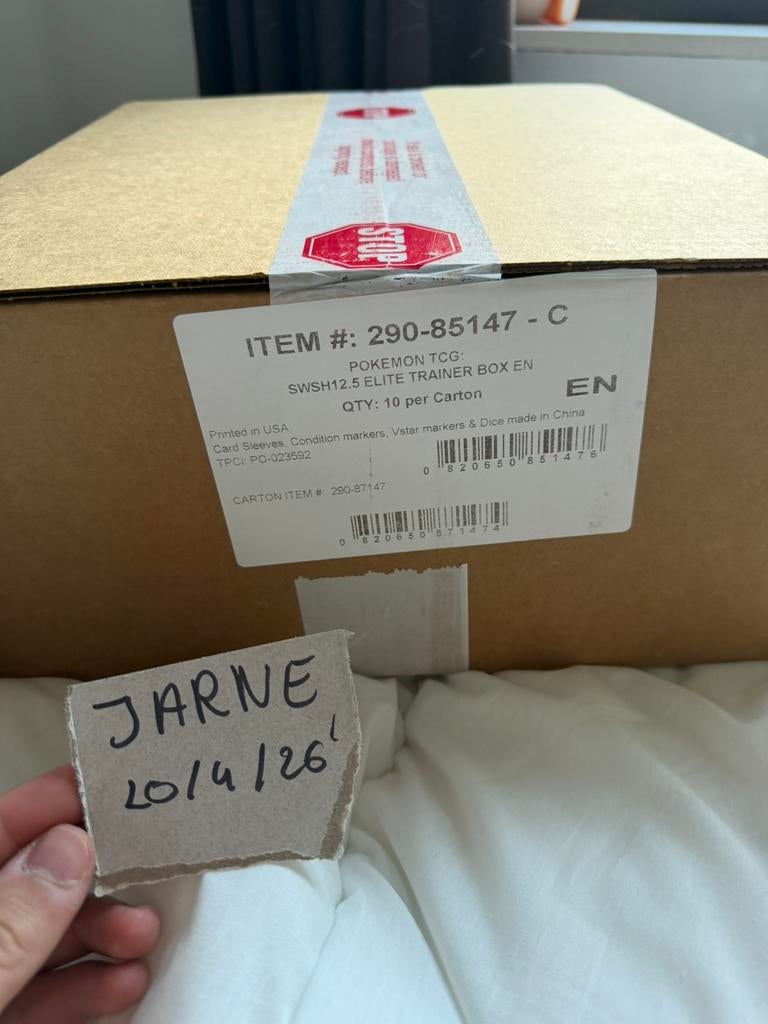 STOP
ITEM #: 290-85147 - C
POKEMON TCG:
SWSH12.5 ELITE TRAINER BOX EN
QTY: 10 per Carton
EN
Printed in USA
Card Sleeves, Condition markers, Vstar markers & Dice made in China
TPCi: PO-023592
0 820650 851476
CARTON ITEM #: 290-87147
0 820650 871474
JARNE
20/4/26'